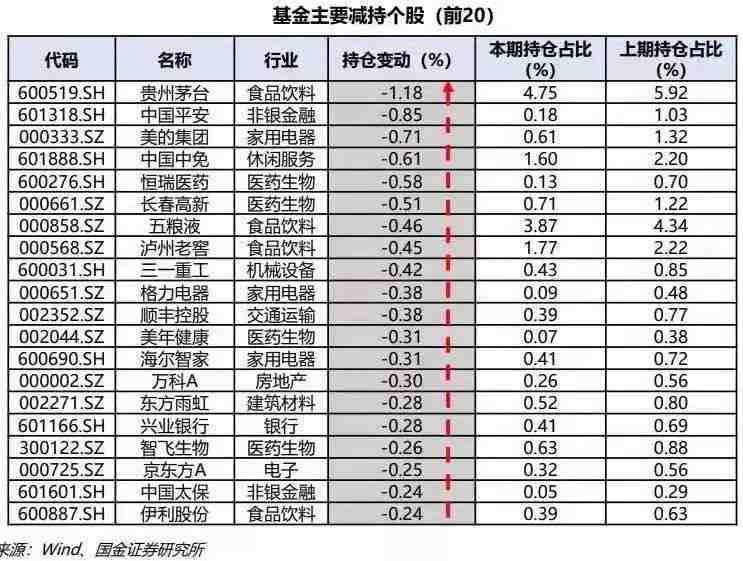 基金主要减持个股（前20）
代码 名称 行业 持仓变动（%） 本期持仓占比（%） 上期持仓占比（%）
600519.SH 贵州茅台 食品饮料 -1.18 4.75 5.92
601318.SH 中国平安 非银金融 -0.85 0.18 1.03
000333.SZ 美的集团 家用电器 -0.71 0.61 1.32
601888.SH 中国中免 休闲服务 -0.61 1.60 2.20
600276.SH 恒瑞医药 医药生物 -0.58 0.13 0.70
000661.SZ 长春高新 医药生物 -0.51 0.71 1.22
000858.SZ 五粮液 食品饮料 -0.46 3.87 4.34
000568.SZ 泸州老窖 食品饮料 -0.45 1.77 2.22
600031.SH 三一重工 机械设备 -0.42 0.43 0.85
000651.SZ 格力电器 家用电器 -0.38 0.09 0.48
002352.SZ 顺丰控股 交通运输 -0.38 0.39 0.77
002044.SZ 美年健康 医药生物 -0.31 0.07 0.38
600690.SH 海尔智家 家用电器 -0.31 0.41 0.72
000002.SZ 万科A 房地产 -0.30 0.26 0.56
002271.SZ 东方雨虹 建筑材料 -0.28 0.52 0.80
601166.SH 兴业银行 银行 -0.28 0.41 0.69
300122.SZ 智飞生物 医药生物 -0.26 0.63 0.88
000725.SZ 京东方A 电子 -0.25 0.32 0.56
601601.SH 中国太保 非银金融 -0.24 0.05 0.29
600887.SH 伊利股份 食品饮料 -0.24 0.39 0.63
来源：Wind、国金证券研究所